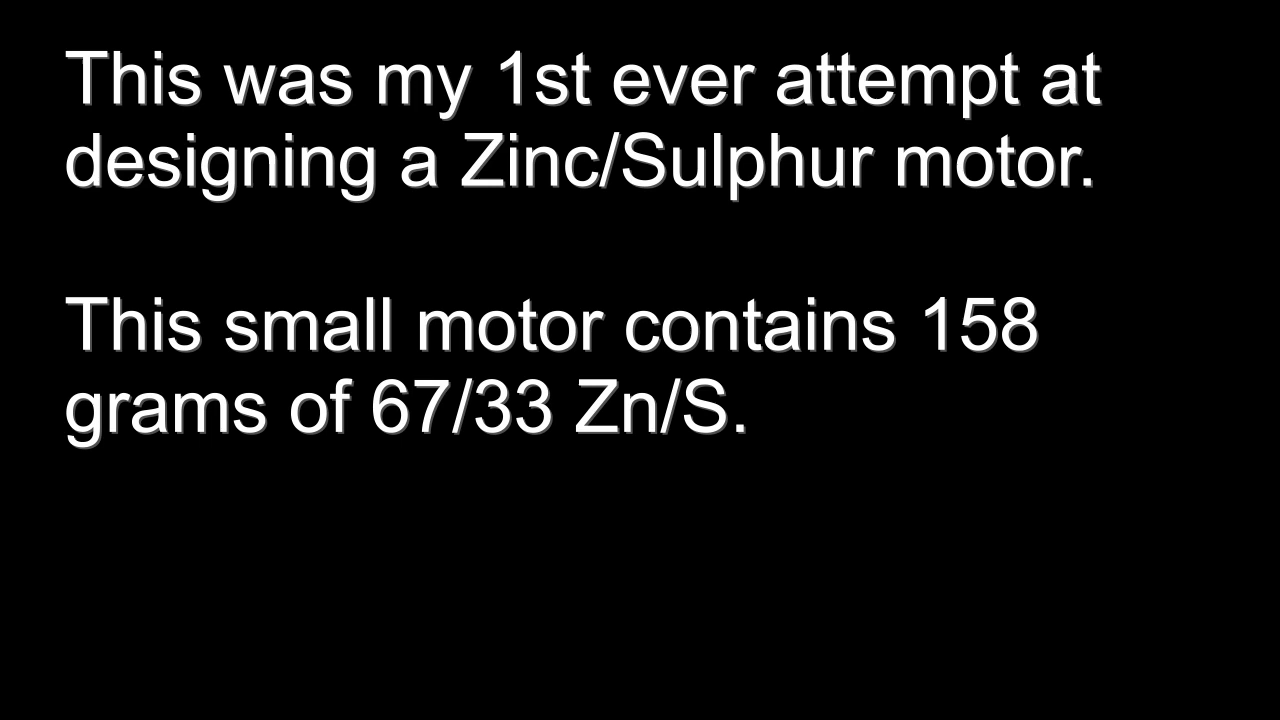 This was my 1st ever attempt at
designing a Zinc/Sulphur motor.
This small motor contains 158
grams of 67/33 Zn/S.